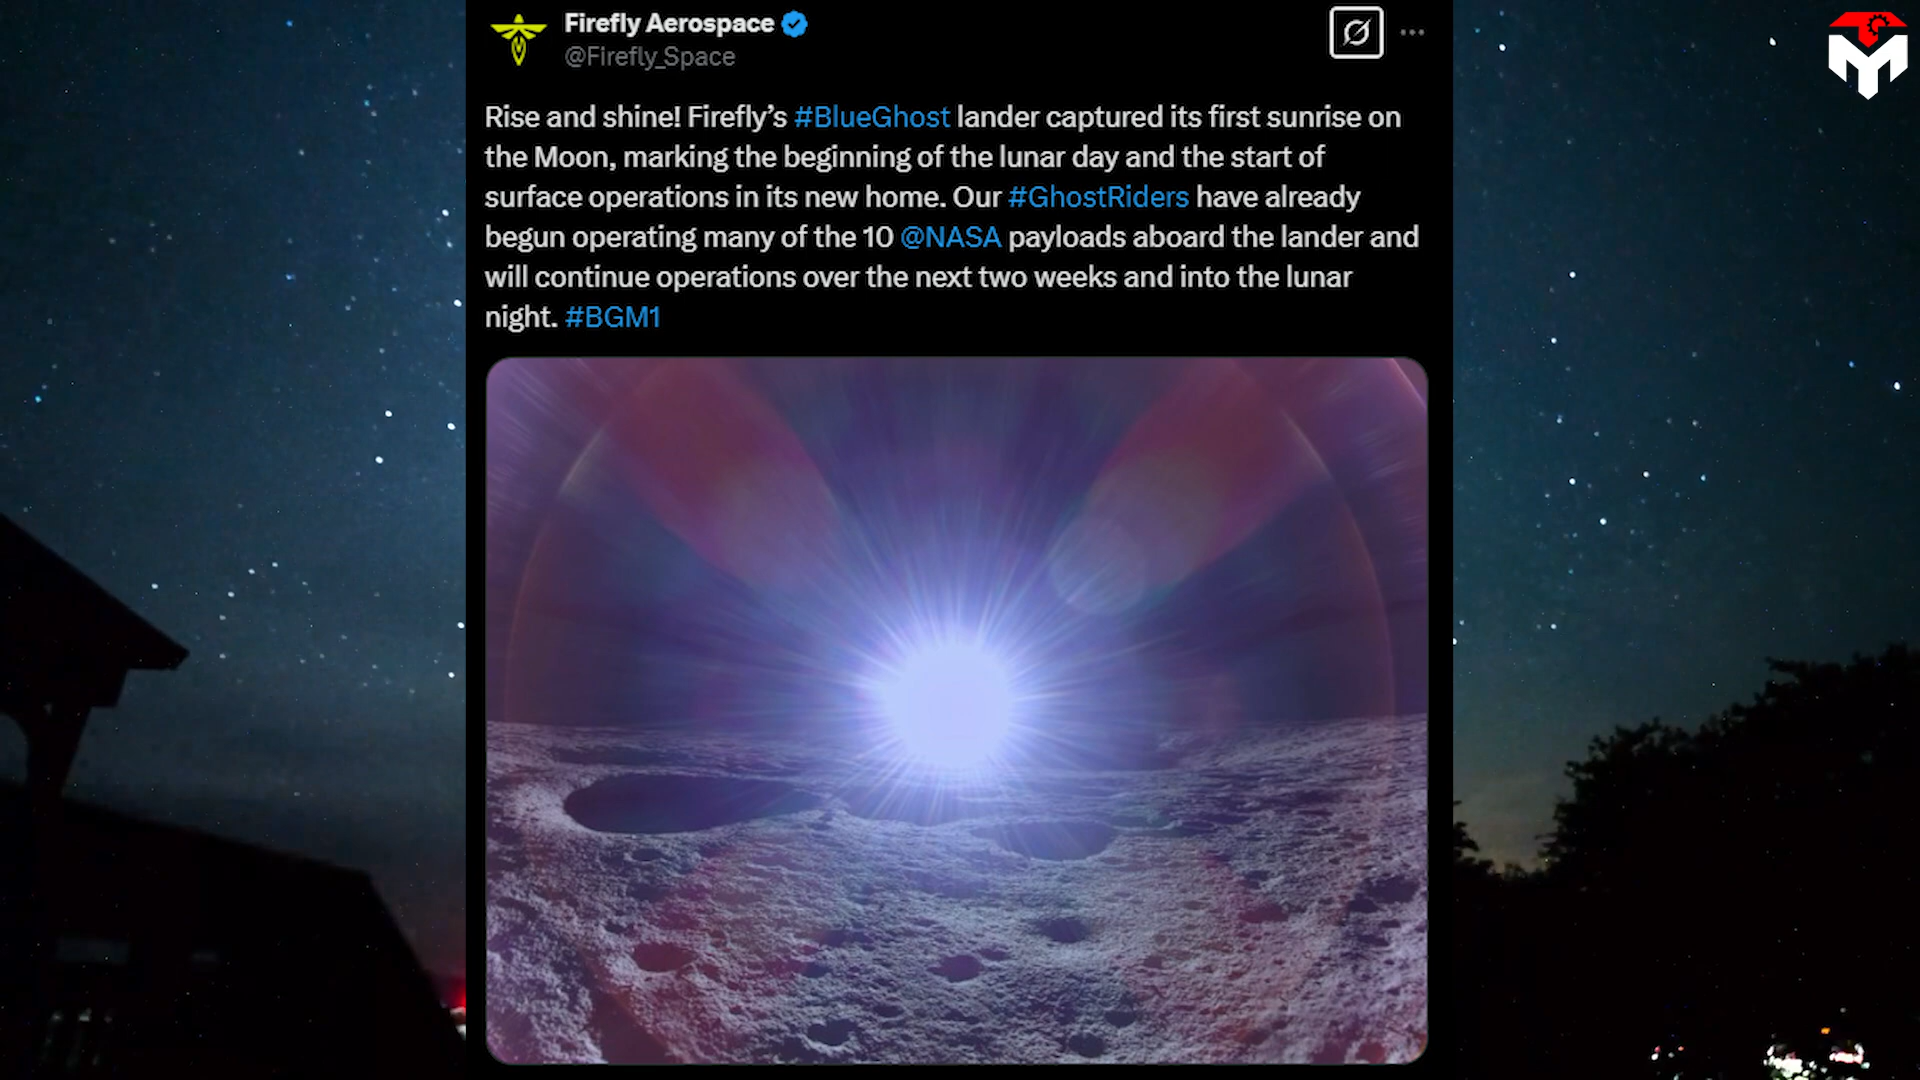 Firefly Aerospace
@Firefly_Space
Rise and shine! Firefly’s #BlueGhost lander captured its first sunrise on
the Moon, marking the beginning of the lunar day and the start of
surface operations in its new home. Our #GhostRiders have already
begun operating many of the 10 @NASA payloads aboard the lander and
will continue operations over the next two weeks and into the lunar
night. #BGM1